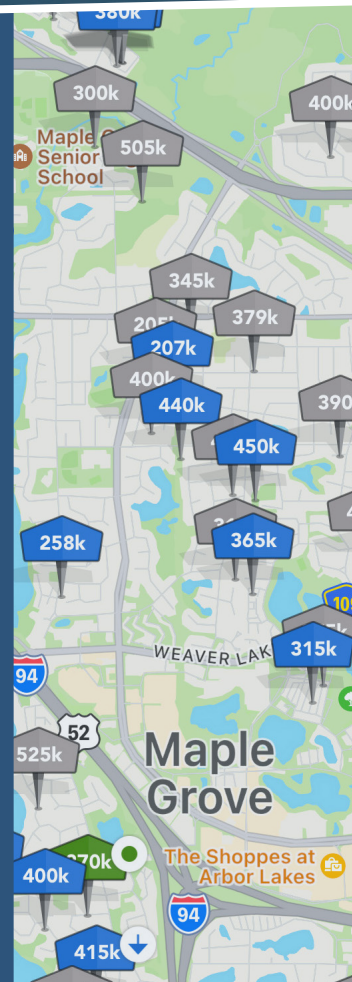 380k
300k
400k
Maple
Senior
School
505k
345k
379k
207k
400k
440k
390
450k
365k
258k
105
315k
WEAVER LAK
94
52
525k
Maple
Grove
The Shoppes at
Arbor Lakes
400k
94
415k